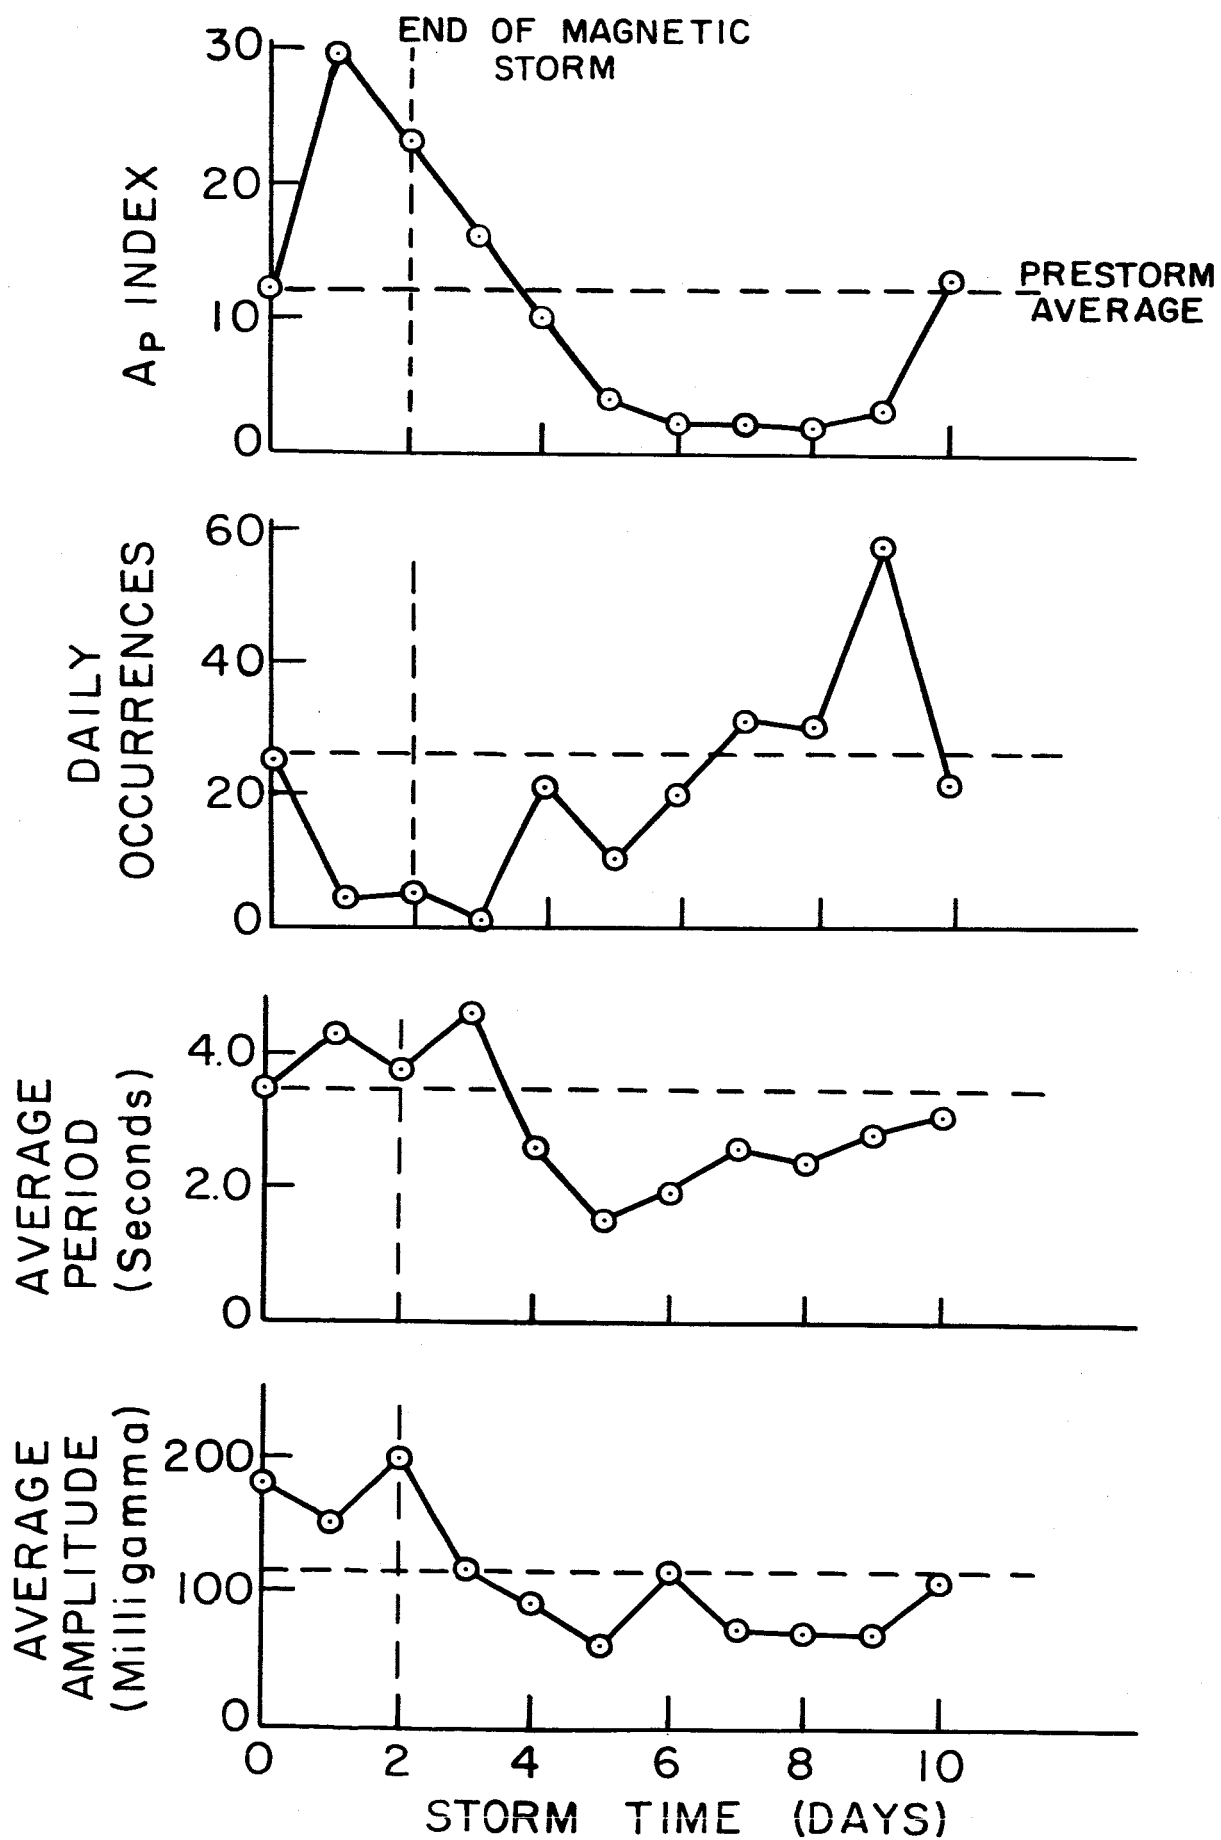 END OF MAGNETIC
STORM
30
20
10
0
AP INDEX
PRESTORM
AVERAGE
60
40
20
0
DAILY
OCCURRENCES
4.0
2.0
0
AVERAGE
PERIOD
(Seconds)
200
100
0
AVERAGE
AMPLITUDE
(Milligamma)
0 2 4 6 8 10
STORM TIME (DAYS)